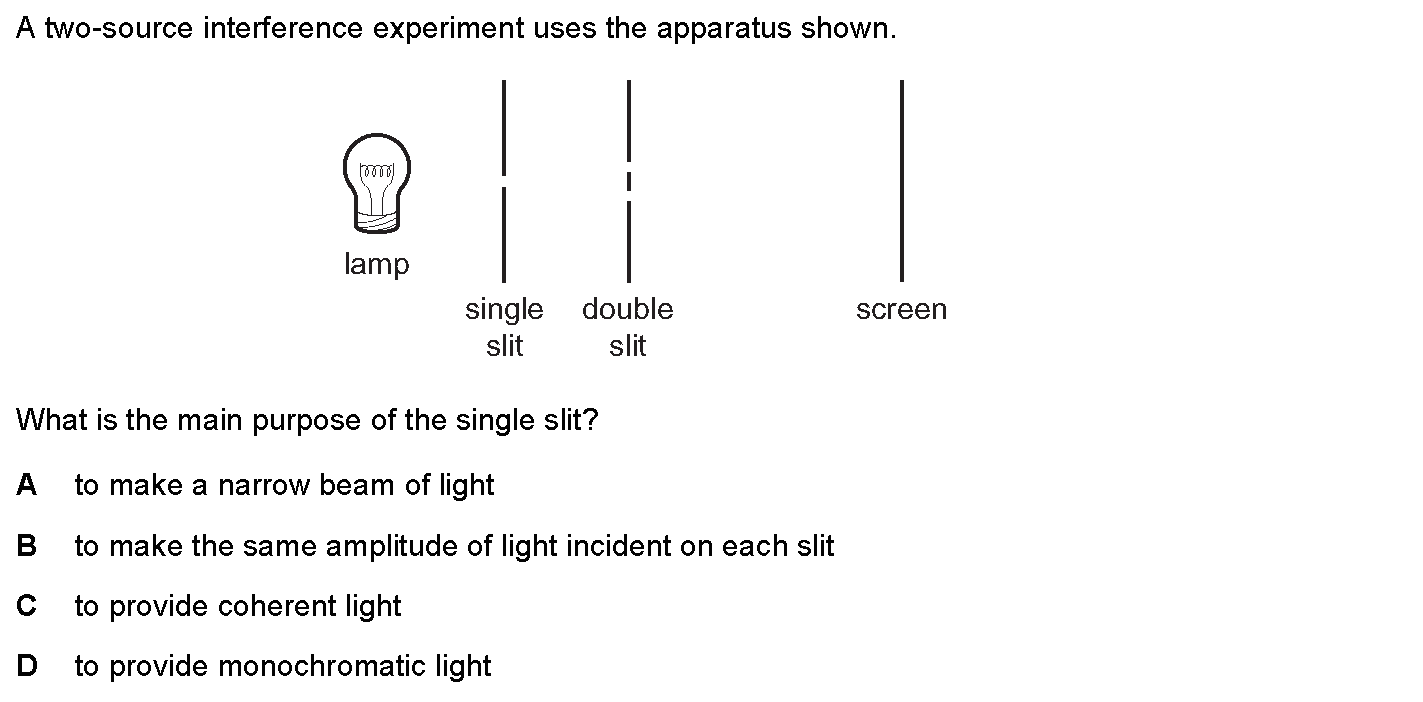 A two-source interference experiment uses the apparatus shown.
lamp
single
slit
double
slit
screen
What is the main purpose of the single slit?
A to make a narrow beam of light
B to make the same amplitude of light incident on each slit
C to provide coherent light
D to provide monochromatic light